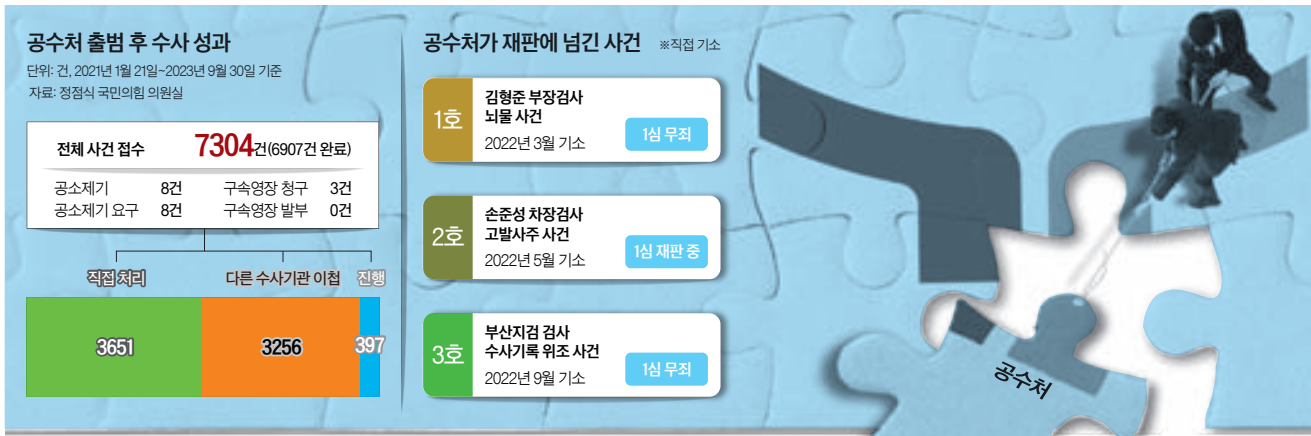 공수처 출범 후 수사 성과
단위: 건, 2021년 1월 21일~2023년 9월 30일 기준
자료: 정점식 국민의힘 의원실
전체 사건 접수 7304건(6907건 완료)
공소제기 8건 구속영장 청구 3건
공소제기 요구 8건 구속영장 발부 0건
직접 처리 다른 수사기관 이첩 진행
3651 3256 397
공수처가 재판에 넘긴 사건 ※직접 기소
1호
김형준 부장검사
뇌물 사건
2022년 3월 기소
1심 무죄
2호
손준성 차장검사
고발사주 사건
2022년 5월 기소
1심 재판 중
3호
부산지검 검사
수사기록 위조 사건
2022년 9월 기소
1심 무죄
공수처